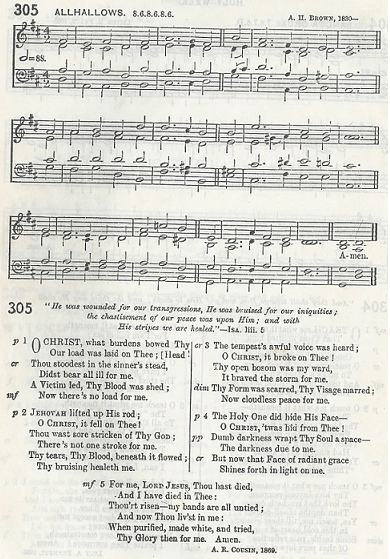 305 ALLHALLOWS. 8.6.8.6.8.6. A. H. BROWN, 1830—
=88.
A-men.
305 "He was wounded for our transgressions, He was bruised for our iniquities;
the chastisement of our peace was upon Him; and with
His stripes we are healed."—Isa. liii. 5
p 1 O CHRIST, what burdens bowed Thy
Our load was laid on Thee; [Head!
cr Thou stoodest in the sinner's stead,
Didst bear all ill for me.
A Victim led, Thy Blood was shed;
mf Now there's no load for me.
p 2 JEHOVAH lifted up His rod;
O CHRIST, it fell on Thee!
Thou wast sore stricken of Thy GOD;
There's not one stroke for me.
Thy tears, Thy Blood, beneath it flowed;
Thy bruising healeth me.
cr 3 The tempest's awful voice was heard;
O CHRIST, it broke on Thee!
Thy open bosom was my ward,
It braved the storm for me.
dim Thy Form was scarred, Thy Visage marred;
Now cloudless peace for me.
p 4 The Holy One did hide His Face—
O CHRIST, 'twas hid from Thee!
pp Dumb darkness wrapt Thy Soul a space—
The darkness due to me.
cr But now that Face of radiant grace
Shines forth in light on me.
mf 5 For me, LORD JESUS, Thou hast died,
And I have died in Thee:
Thou'rt risen—my bands are all untied;
And now Thou liv'st in me:
When purified, made white, and tried,
Thy Glory then for me. Amen.
A. R. COUSIN, 1869.